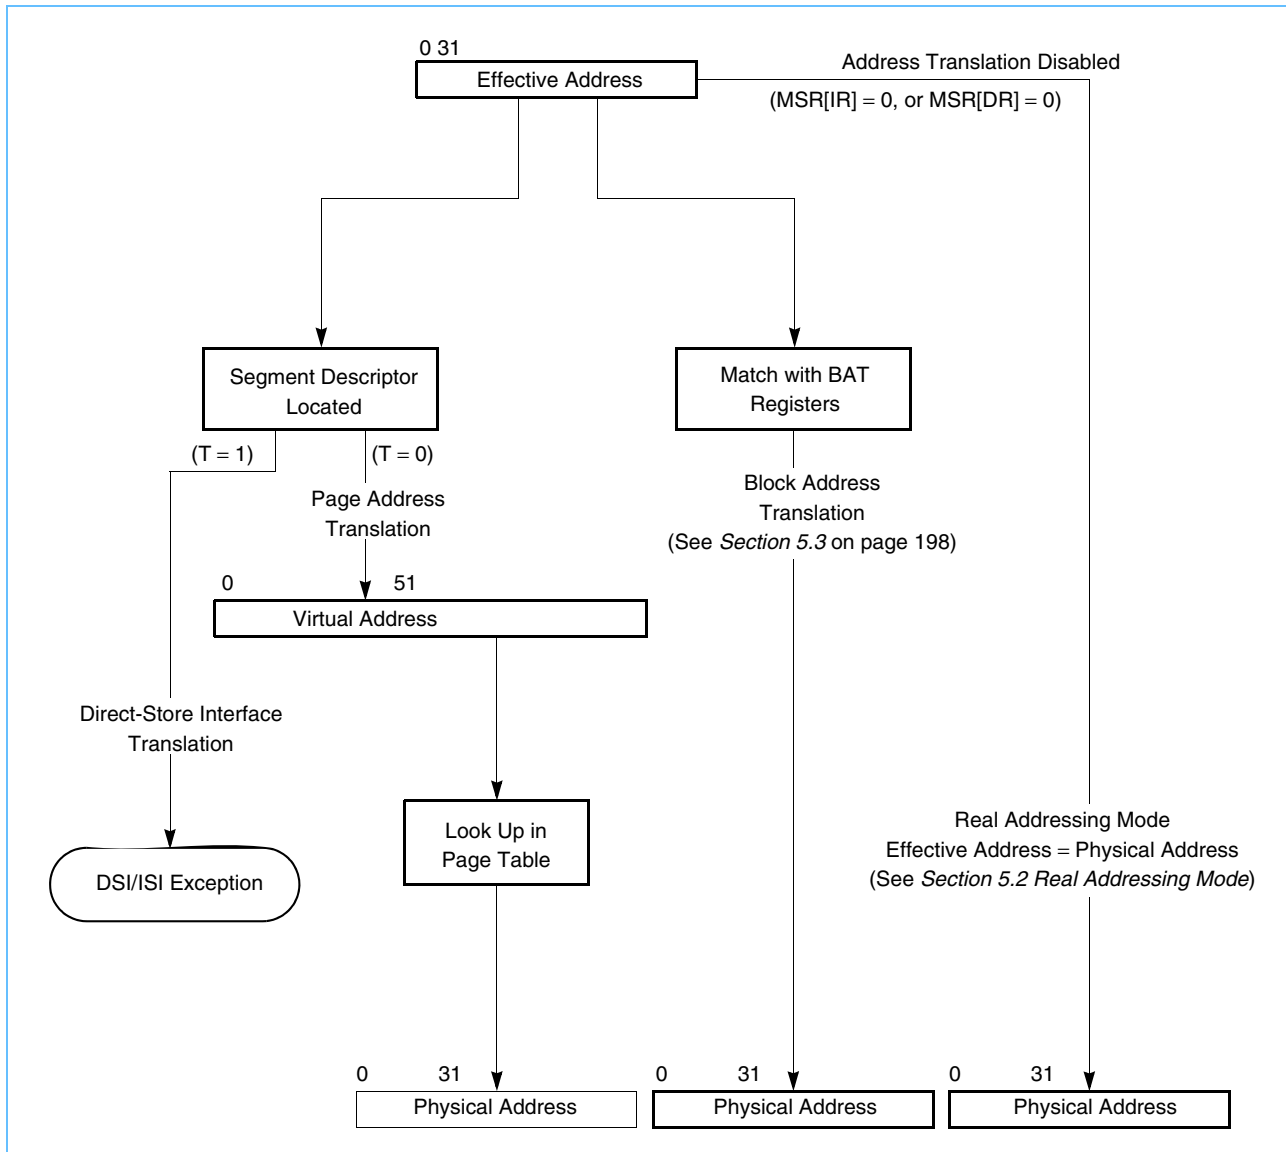 0 31
Effective Address
Address Translation Disabled
(MSR[IR] = 0, or MSR[DR] = 0)
Segment Descriptor
Located
Match with BAT
Registers
(T = 1)
(T = 0)
Page Address
Translation
Block Address
Translation
(See Section 5.3 on page 198)
0 51
Virtual Address
Direct-Store Interface
Translation
Look Up in
Page Table
Real Addressing Mode
Effective Address = Physical Address
(See Section 5.2 Real Addressing Mode)
DSI/ISI Exception
0 31
Physical Address
0 31
Physical Address
0 31
Physical Address